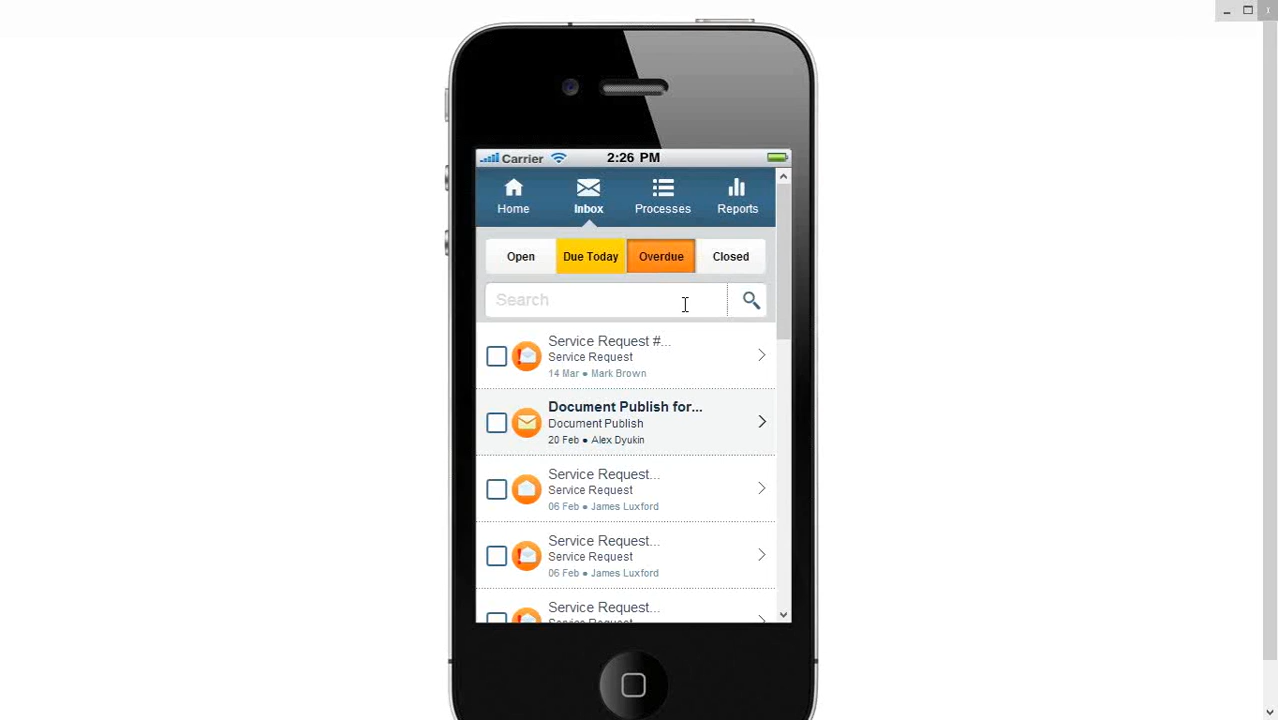 Carrier 2:26 PM
Home Inbox Processes Reports
Open Due Today Overdue Closed
Search
Service Request #...
Service Request
14 Mar ● Mark Brown
Document Publish for...
Document Publish
20 Feb ● Alex Dyukin
Service Request...
Service Request
06 Feb ● James Luxford
Service Request...
Service Request
06 Feb ● James Luxford
Service Request...
Service Request